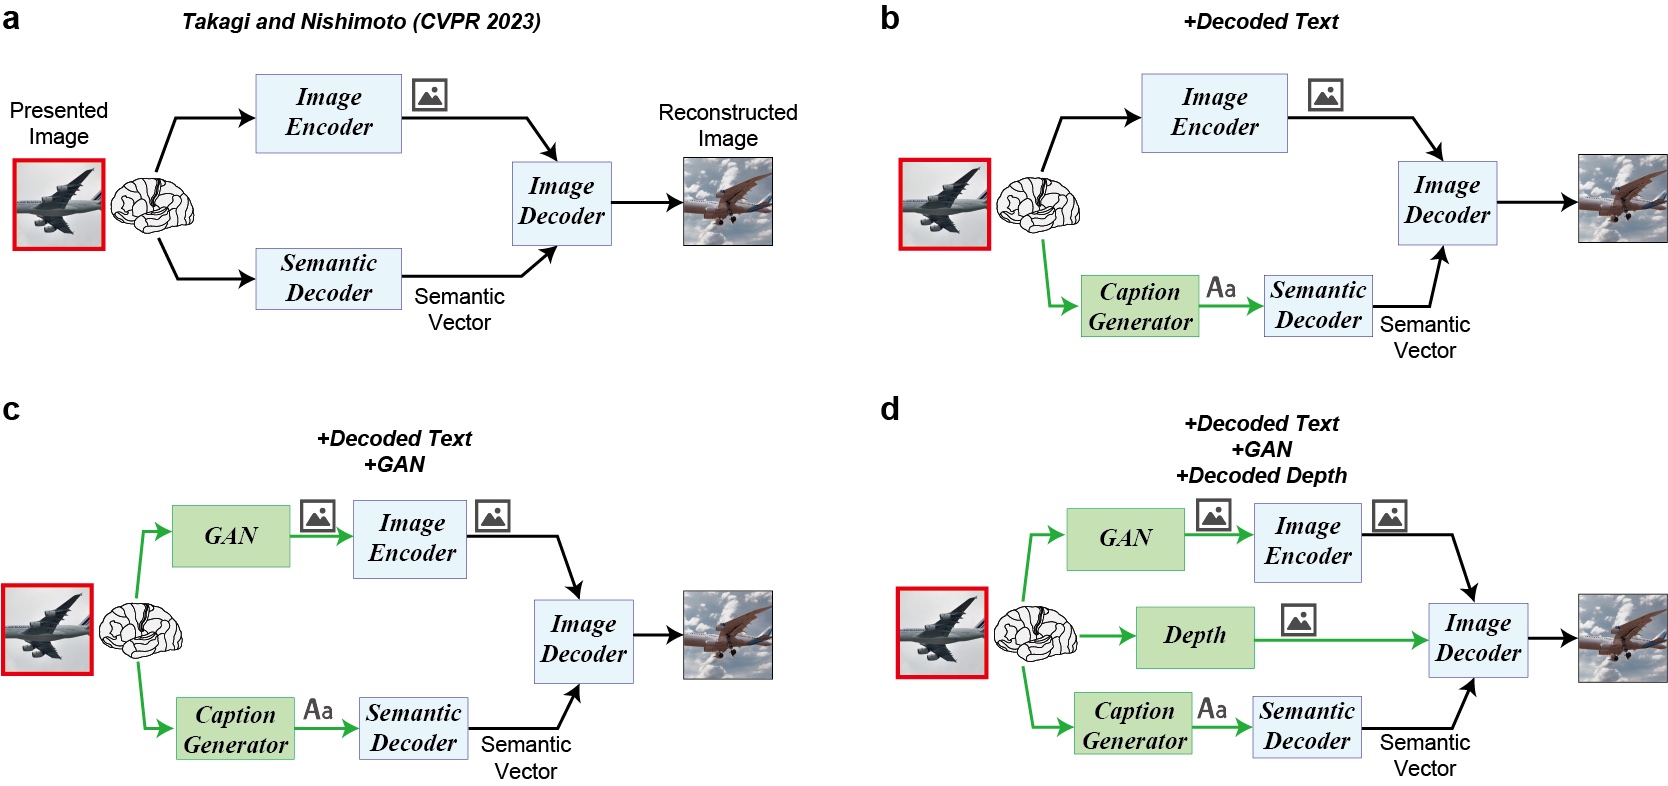 a
Takagi and Nishimoto (CVPR 2023)
Presented
Image
Image
Encoder
Semantic
Decoder
Semantic
Vector
Image
Decoder
Reconstructed
Image
b
+Decoded Text
Image
Encoder
Caption
Generator
Aa
Semantic
Decoder
Semantic
Vector
Image
Decoder
c
+Decoded Text
+GAN
GAN
Image
Encoder
Caption
Generator
Aa
Semantic
Decoder
Semantic
Vector
Image
Decoder
d
+Decoded Text
+GAN
+Decoded Depth
GAN
Image
Encoder
Depth
Caption
Generator
Aa
Semantic
Decoder
Semantic
Vector
Image
Decoder